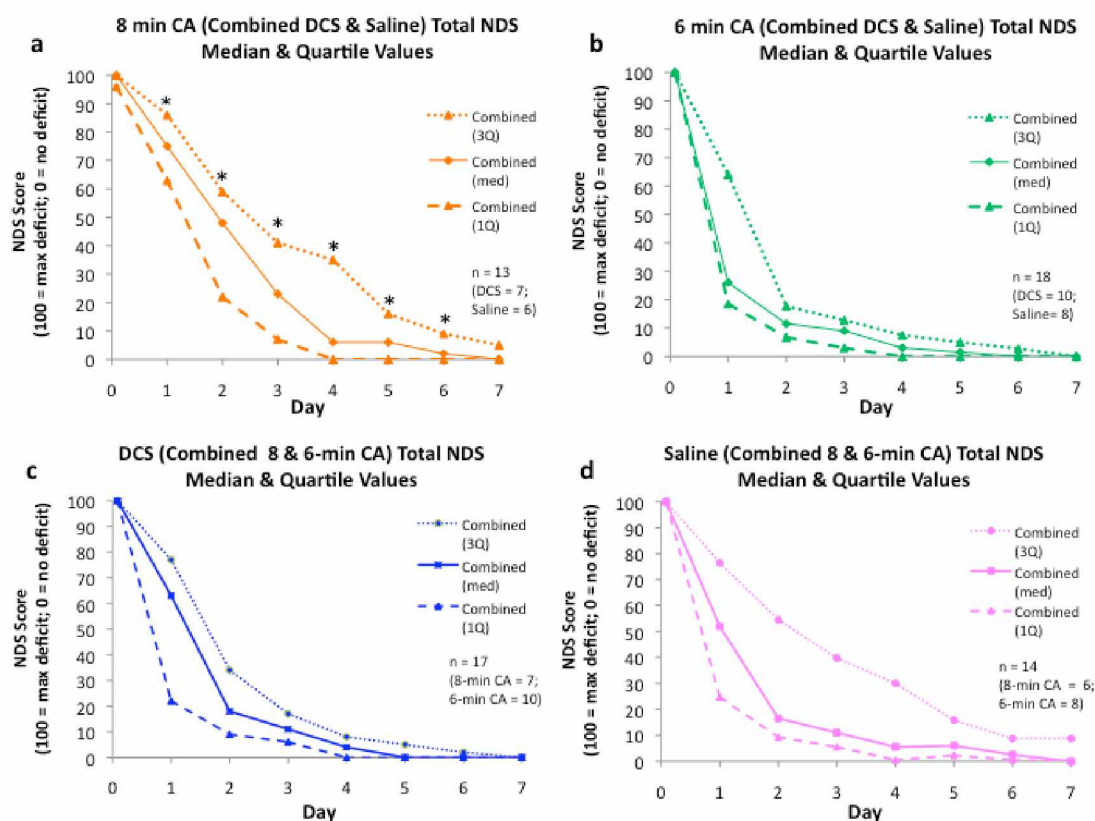 a
8 min CA (Combined DCS & Saline) Total NDS
Median & Quartile Values
NDS Score
(100 = max deficit; 0 = no deficit)
100
90
80
70
60
50
40
30
20
10
0
*
*
*
*
*
*
Combined
(3Q)
Combined
(med)
Combined
(1Q)
n = 13
(DCS = 7;
Saline = 6)
0 1 2 3 4 5 6 7
Day
b
6 min CA (Combined DCS & Saline) Total NDS
Median & Quartile Values
NDS Score
(100 = max deficit; 0 = no deficit)
100
90
80
70
60
50
40
30
20
10
0
Combined
(3Q)
Combined
(med)
Combined
(1Q)
n = 18
(DCS = 10;
Saline= 8)
0 1 2 3 4 5 6 7
Day
c
DCS (Combined 8 & 6-min CA) Total NDS
Median & Quartile Values
NDS Score
(100 = max deficit; 0 = no deficit)
100
90
80
70
60
50
40
30
20
10
0
Combined
(3Q)
Combined
(med)
Combined
(1Q)
n = 17
(8-min CA = 7;
6-min CA = 10)
0 1 2 3 4 5 6 7
Day
d
Saline (Combined 8 & 6-min CA) Total NDS
Median & Quartile Values
NDS Score
(100 = max deficit; 0 = no deficit)
100
90
80
70
60
50
40
30
20
10
0
Combined
(3Q)
Combined
(med)
Combined
(1Q)
n = 14
(8-min CA = 6;
6-min CA = 8)
0 1 2 3 4 5 6 7
Day